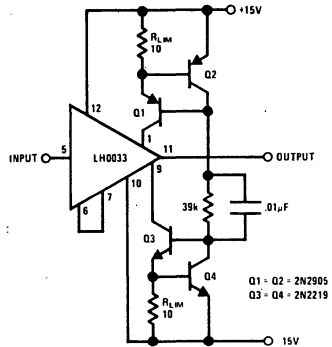 +15V
RLIM
10
Q2
12
Q1
1
INPUT
5
LH0033
11
OUTPUT
10
9
6
7
39k
.01μF
Q3
Q4
Q1 = Q2 = 2N2905
Q3 = Q4 = 2N2219
RLIM
10
15V